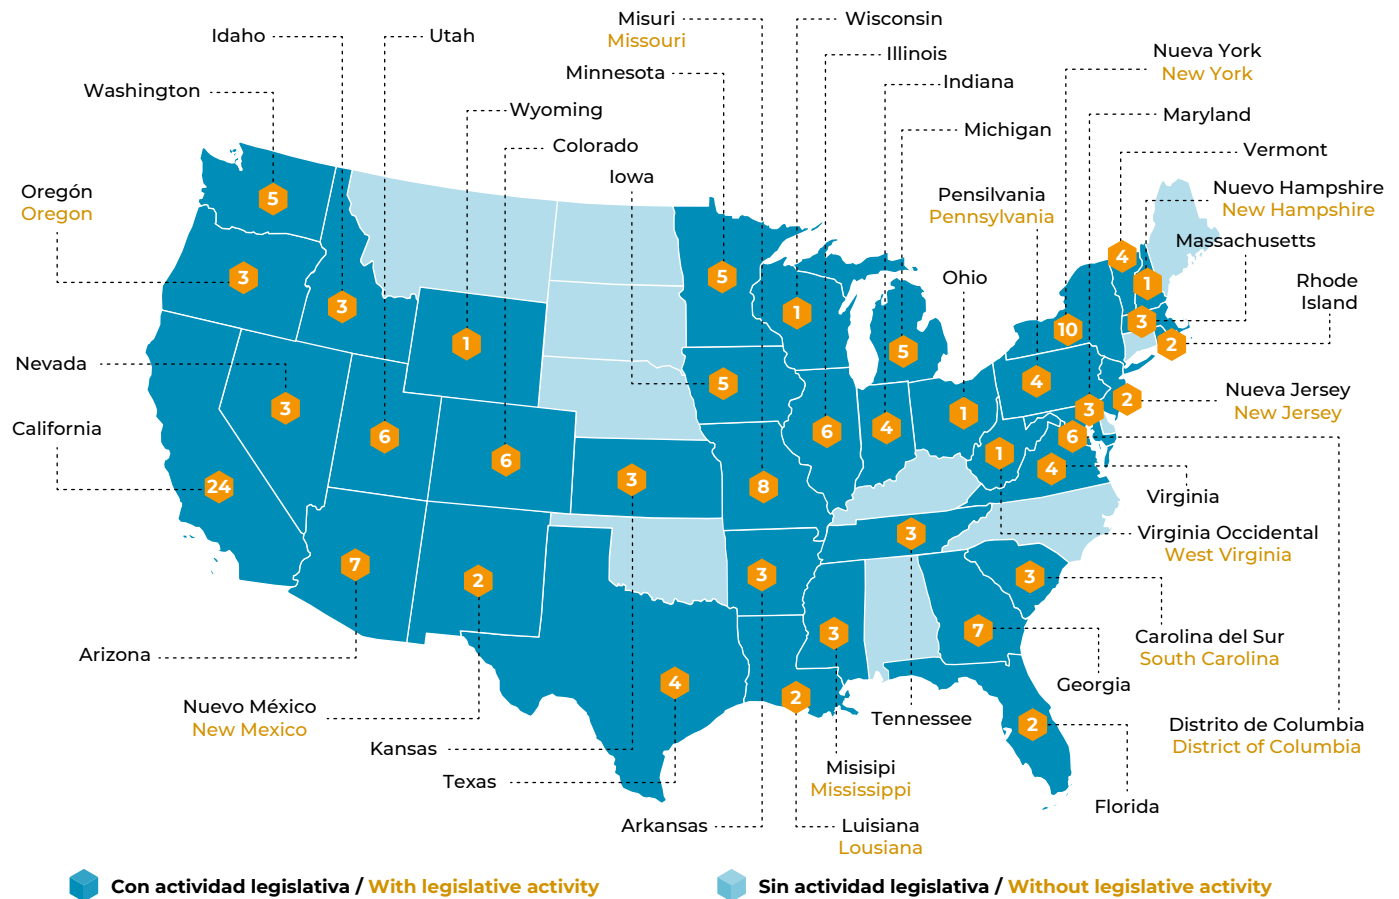 Misuri
Missouri
Wisconsin
Idaho
Utah
Illinois
Nueva York
New York
Minnesota
Indiana
Washington
Wyoming
Maryland
Michigan
Colorado
Vermont
Iowa
Oregón
Oregon
Pensilvania
Pennsylvania
Nuevo Hampshire
New Hampshire
Massachusetts
Ohio
Rhode
Island
Nevada
Nueva Jersey
New Jersey
California
Virginia
Virginia Occidental
West Virginia
Carolina del Sur
South Carolina
Arizona
Georgia
Nuevo México
New Mexico
Tennessee
Distrito de Columbia
District of Columbia
Kansas
Texas
Misisipi
Mississippi
Florida
Arkansas
Luisiana
Lousiana
5
3
3
1
5
1
5
4
1
10
3
2
3
6
6
5
6
4
1
4
3
2
6
1
4
24
3
8
7
2
3
3
3
3
7
4
2
2
Con actividad legislativa / With legislative activity
Sin actividad legislativa / Without legislative activity